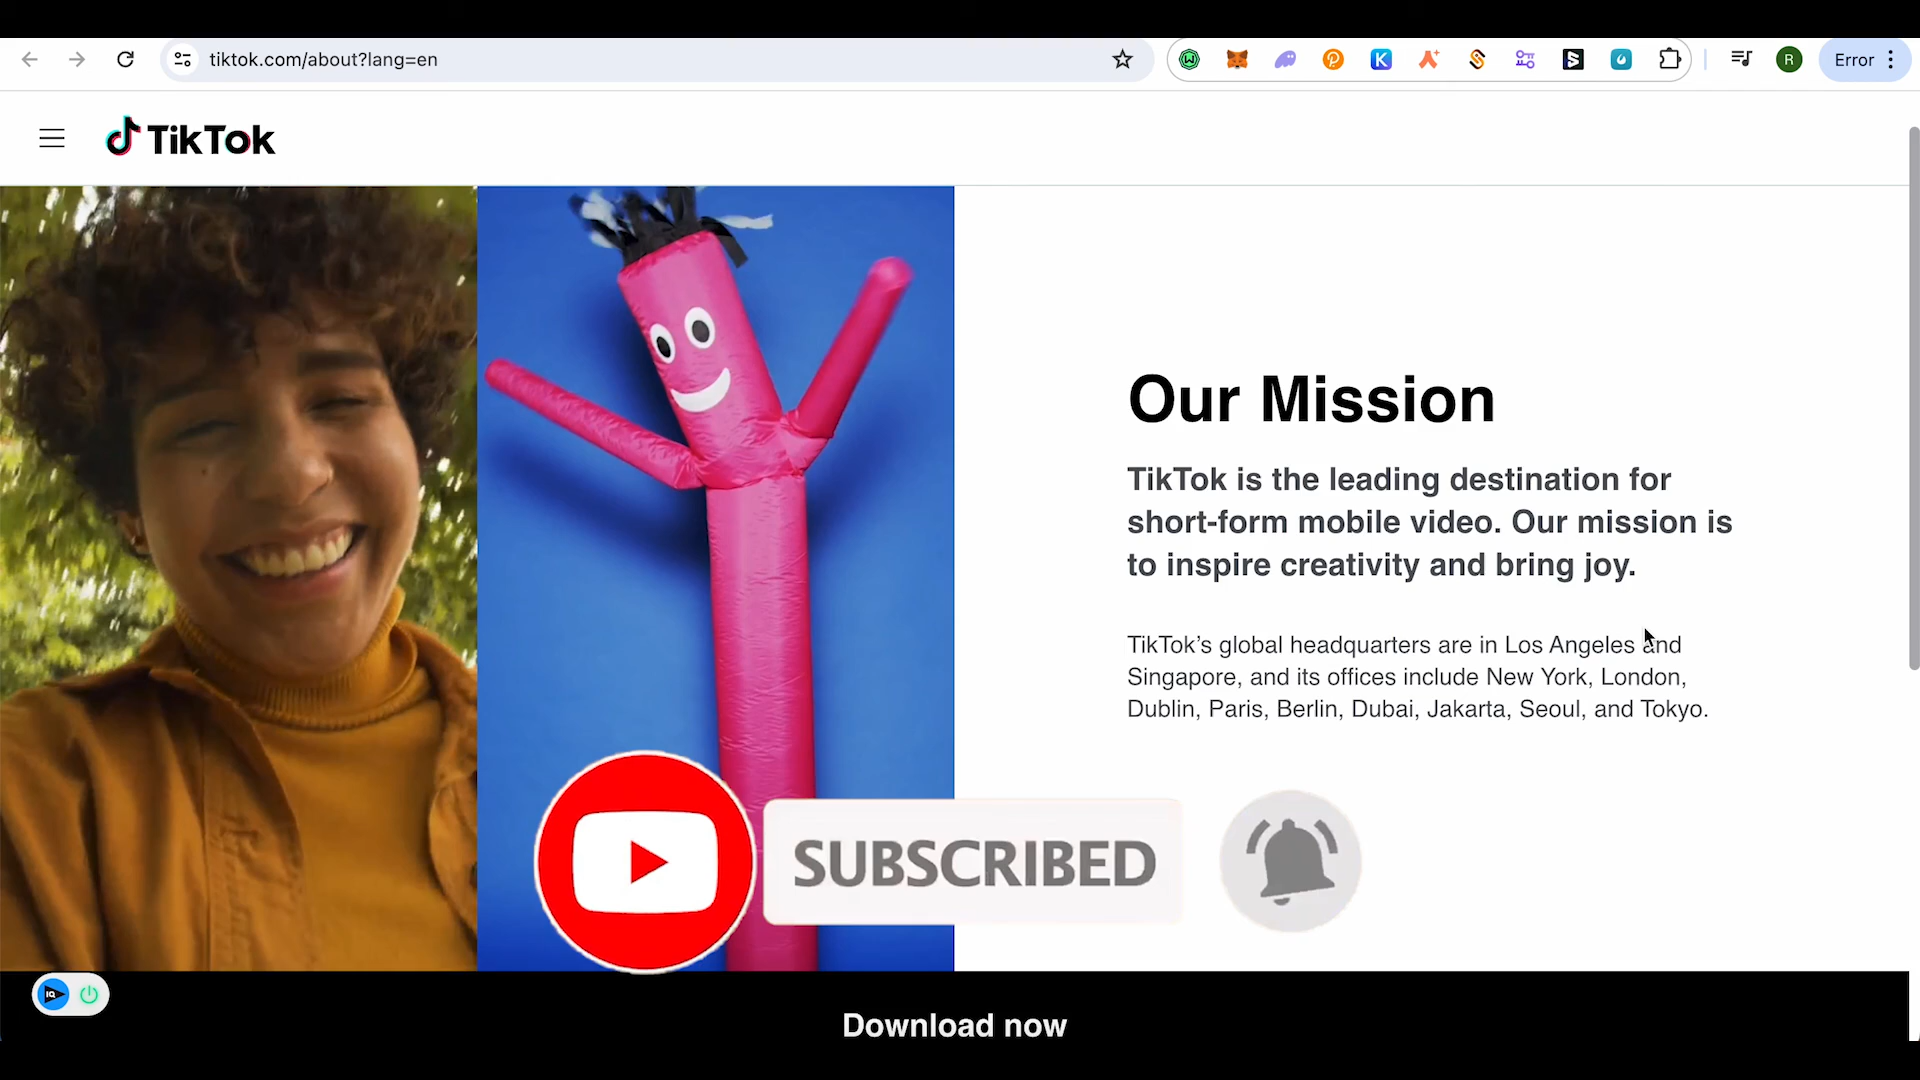 tiktok.com/about?lang=en
R
Error
TikTok
Our Mission
TikTok is the leading destination for
short-form mobile video. Our mission is
to inspire creativity and bring joy.
TikTok’s global headquarters are in Los Angeles and
Singapore, and its offices include New York, London,
Dublin, Paris, Berlin, Dubai, Jakarta, Seoul, and Tokyo.
SUBSCRIBED
IQ
Download now